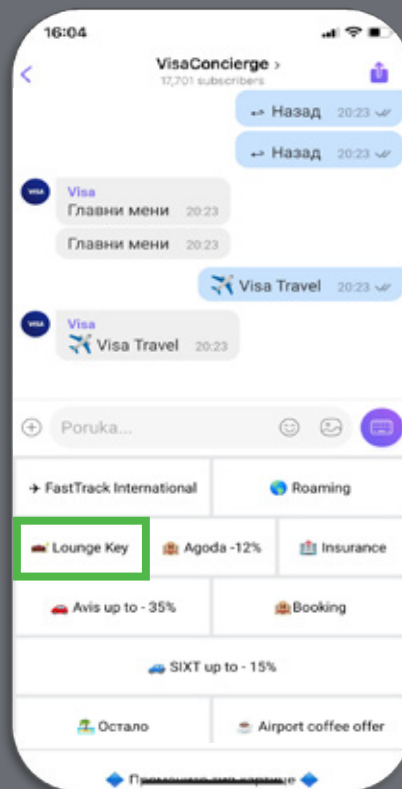 16:04
VisaConcierge ›
17,701 subscribers
Назад 20:23
Назад 20:23
VISA
Visa
Главни мени 20:23
Главни мени 20:23
Visa Travel 20:23
VISA
Visa
Visa Travel 20:23
Poruka...
FastTrack International
Roaming
Lounge Key
Agoda -12%
Insurance
Avis up to - 35%
Booking
SIXT up to - 15%
Остало
Airport coffee offer